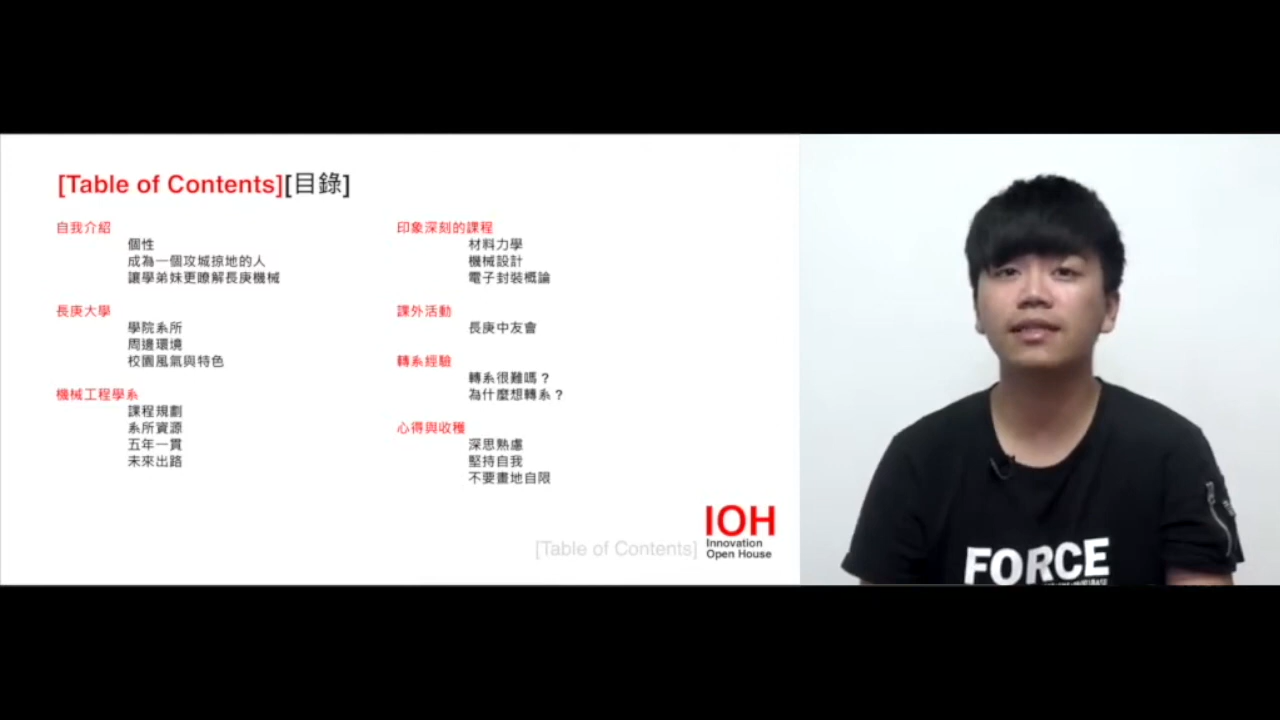 [Table of Contents][目錄]
自我介紹
個性
成為一個攻城掠地的人
讓學弟妹更瞭解長庚機械
長庚大學
學院系所
周邊環境
校園風氣與特色
機械工程學系
課程規劃
系所資源
五年一貫
未來出路
印象深刻的課程
材料力學
機械設計
電子封裝概論
課外活動
長庚中友會
轉系經驗
轉系很難嗎？
為什麼想轉系？
心得與收穫
深思熟慮
堅持自我
不要畫地自限
[Table of Contents]
IOH
Innovation
Open House
FORCE